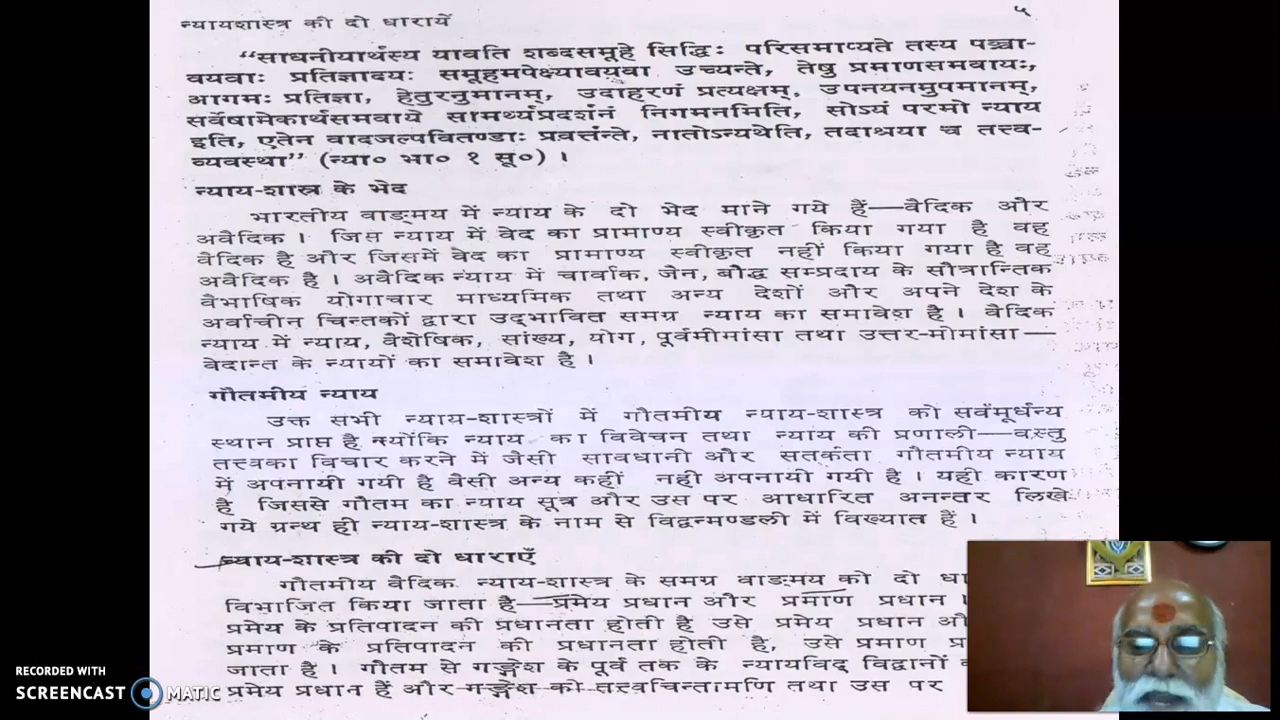 न्यायशास्त्र की दो धारायें
५
“साधनीयार्थस्य यावति शब्दसमूहे सिद्धिः परिसमाप्यते तस्य पञ्चा-
वयवाः प्रतिज्ञादयः समूहमपेक्ष्यावयवा उच्यन्ते, तेषु प्रमाणसमवायः,
आगमः प्रतिज्ञा, हेतुरनुमानम्, उदाहरणं प्रत्यक्षम्, उपनयनमुपमानम्,
सर्वेषामेकार्थसमवाये सामर्थ्यप्रदर्शनं निगमनमिति, सोऽयं परमो न्याय
इति, एतेन वादजल्पवितण्डाः प्रवर्त्तन्ते, नातोऽन्यथेति, तदाश्रया च तत्त्व-
व्यवस्था” (न्या० भा० १ सू०) ।
न्याय-शास्त्र के भेद
भारतीय वाङ्मय में न्याय के दो भेद माने गये हैं—वैदिक और
अवैदिक । जिस न्याय में वेद का प्रामाण्य स्वीकृत किया गया है वह
वैदिक है और जिसमें वेद का प्रामाण्य स्वीकृत नहीं किया गया है वह
अवैदिक है । अवैदिक न्याय में चार्वाक, जैन, बौद्ध सम्प्रदाय के सौत्रान्तिक
वैभाषिक योगाचार माध्यमिक तथा अन्य देशों और अपने देश के
अर्वाचीन चिन्तकों द्वारा उद्भावित समग्र न्याय का समावेश है । वैदिक
न्याय में न्याय, वैशेषिक, सांख्य, योग, पूर्वमीमांसा तथा उत्तर-मीमांसा—
वेदान्त के न्यायों का समावेश है ।
गौतमीय न्याय
उक्त सभी न्याय-शास्त्रों में गौतमीय न्याय-शास्त्र को सर्वमूर्धन्य
स्थान प्राप्त है, क्योंकि न्याय का विवेचन तथा न्याय की प्रणाली—वस्तु
तत्त्वका विचार करने में जैसी सावधानी और सतर्कता गौतमीय न्याय
में अपनायी गयी है वैसी अन्य कहीं नही अपनायी गयी है । यही कारण
है जिससे गौतम का न्याय सूत्र और उस पर आधारित अनन्तर लिखे
गये ग्रन्थ ही न्याय-शास्त्र के नाम से विद्वन्मण्डली में विख्यात हैं ।
न्याय-शास्त्र की दो धाराएँ
गौतमीय वैदिक न्याय-शास्त्र के समग्र वाङ्मय को दो
विभाजित किया जाता है—प्रमेय प्रधान और प्रमाण प्रधान ।
प्रमेय के प्रतिपादन की प्रधानता होती है उसे प्रमेय प्रधान
प्रमाण के प्रतिपादन की प्रधानता होती है, उसे प्रमाण
जाता है । गौतम से गङ्गेश के पूर्व तक के न्यायविद् विद्वानों
प्रमेय प्रधान हैं और गङ्गेश को तत्त्वचिन्तामणि तथा उस पर
RECORDED WITH
SCREENCAST MATIC